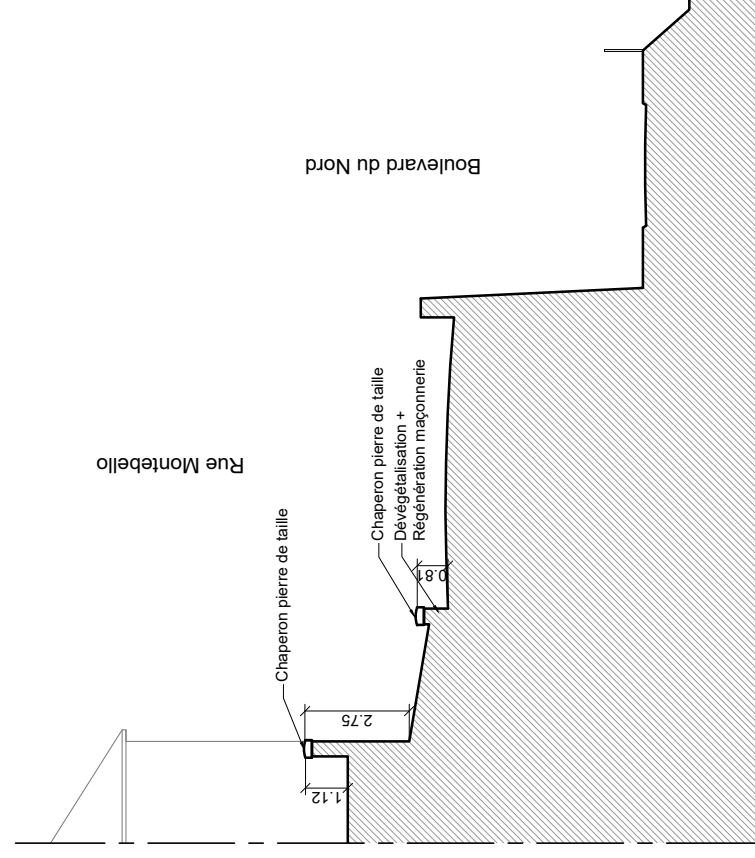 Boulevard du Nord
Rue Montebello
Chaperon pierre de taille
Chaperon pierre de taille
Dévégétalisation +
Régénération maçonnerie
0.81
2.75
1.12